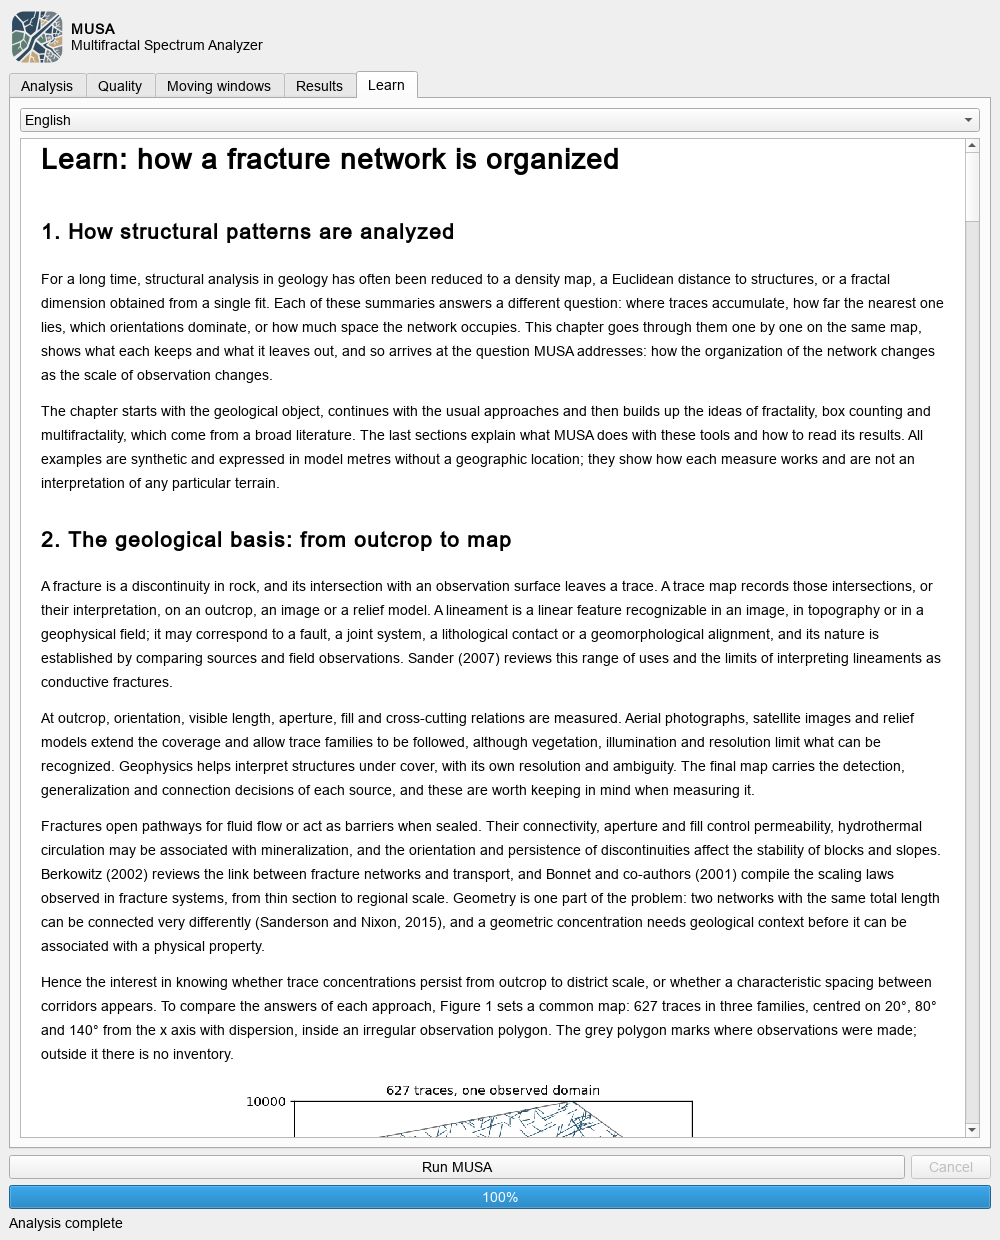 MUSA
Multifractal Spectrum Analyzer
Analysis
Quality
Moving windows
Results
Learn
English
Learn: how a fracture network is organized
1. How structural patterns are analyzed
For a long time, structural analysis in geology has often been reduced to a density map, a Euclidean distance to structures, or a fractal
dimension obtained from a single fit. Each of these summaries answers a different question: where traces accumulate, how far the nearest one
lies, which orientations dominate, or how much space the network occupies. This chapter goes through them one by one on the same map,
shows what each keeps and what it leaves out, and so arrives at the question MUSA addresses: how the organization of the network changes
as the scale of observation changes.
The chapter starts with the geological object, continues with the usual approaches and then builds up the ideas of fractality, box counting and
multifractality, which come from a broad literature. The last sections explain what MUSA does with these tools and how to read its results. All
examples are synthetic and expressed in model metres without a geographic location; they show how each measure works and are not an
interpretation of any particular terrain.
2. The geological basis: from outcrop to map
A fracture is a discontinuity in rock, and its intersection with an observation surface leaves a trace. A trace map records those intersections, or
their interpretation, on an outcrop, an image or a relief model. A lineament is a linear feature recognizable in an image, in topography or in a
geophysical field; it may correspond to a fault, a joint system, a lithological contact or a geomorphological alignment, and its nature is
established by comparing sources and field observations. Sander (2007) reviews this range of uses and the limits of interpreting lineaments as
conductive fractures.
At outcrop, orientation, visible length, aperture, fill and cross-cutting relations are measured. Aerial photographs, satellite images and relief
models extend the coverage and allow trace families to be followed, although vegetation, illumination and resolution limit what can be
recognized. Geophysics helps interpret structures under cover, with its own resolution and ambiguity. The final map carries the detection,
generalization and connection decisions of each source, and these are worth keeping in mind when measuring it.
Fractures open pathways for fluid flow or act as barriers when sealed. Their connectivity, aperture and fill control permeability, hydrothermal
circulation may be associated with mineralization, and the orientation and persistence of discontinuities affect the stability of blocks and slopes.
Berkowitz (2002) reviews the link between fracture networks and transport, and Bonnet and co-authors (2001) compile the scaling laws
observed in fracture systems, from thin section to regional scale. Geometry is one part of the problem: two networks with the same total length
can be connected very differently (Sanderson and Nixon, 2015), and a geometric concentration needs geological context before it can be
associated with a physical property.
Hence the interest in knowing whether trace concentrations persist from outcrop to district scale, or whether a characteristic spacing between
corridors appears. To compare the answers of each approach, Figure 1 sets a common map: 627 traces in three families, centred on 20°, 80°
and 140° from the x axis with dispersion, inside an irregular observation polygon. The grey polygon marks where observations were made;
outside it there is no inventory.
627 traces, one observed domain
10000
Run MUSA
Cancel
100%
Analysis complete